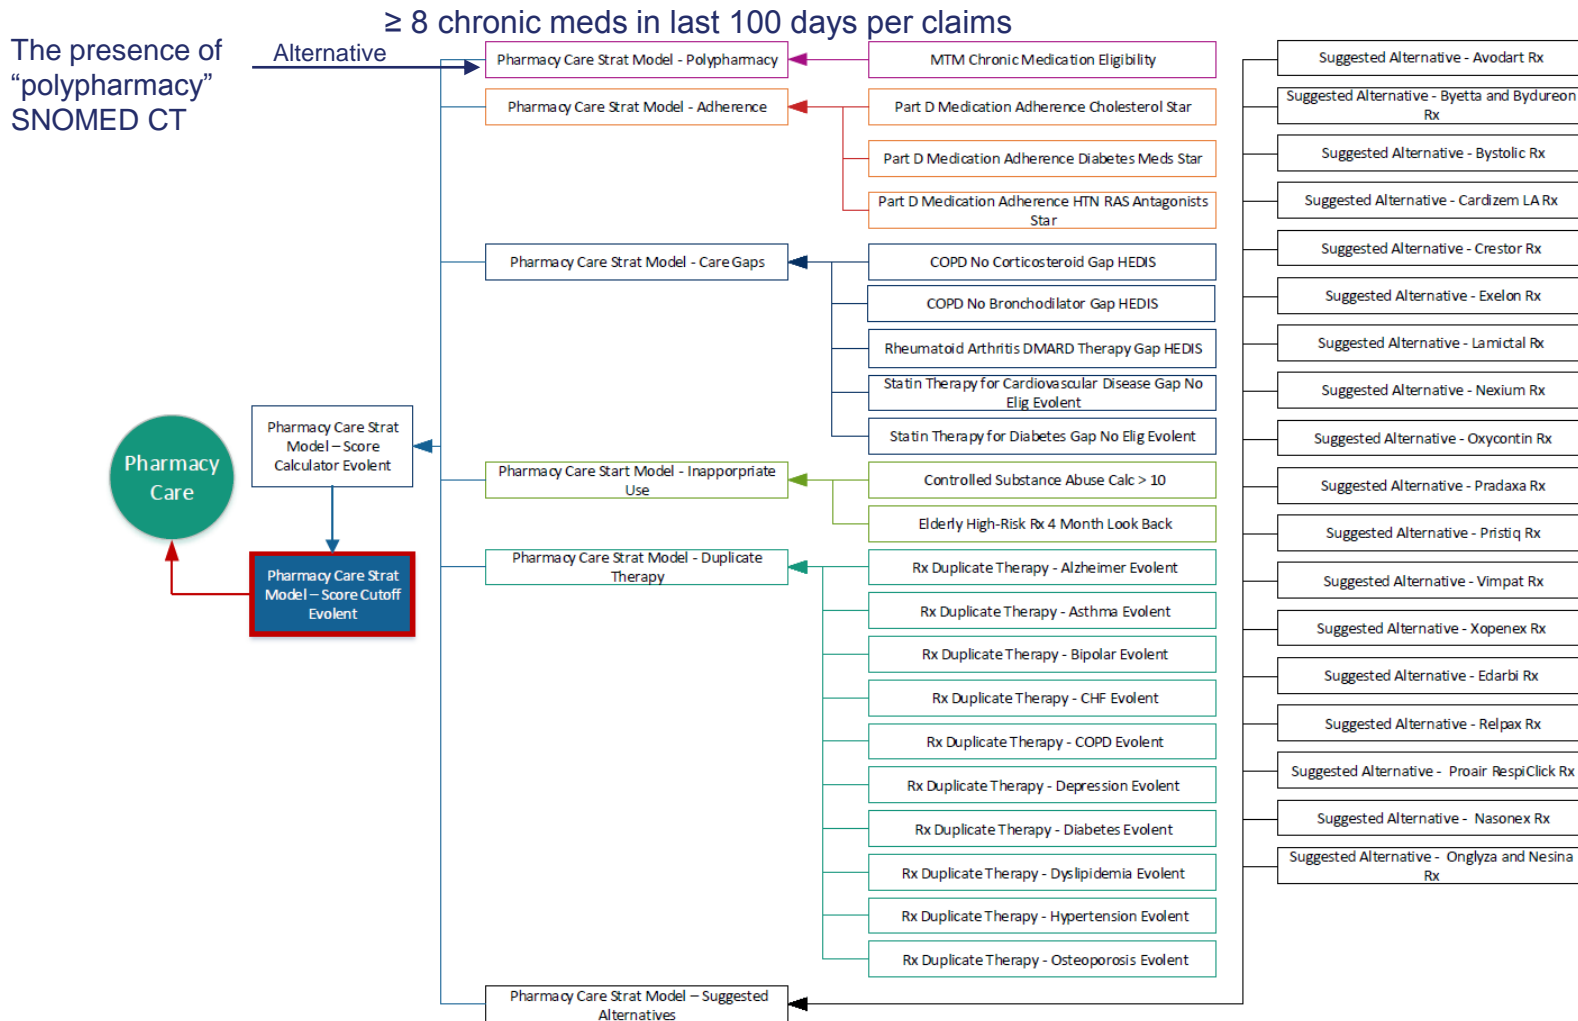 ≥ 8 chronic meds in last 100 days per claims
The presence of
“polypharmacy”
SNOMED CT
Alternative
Pharmacy Care Strat Model - Polypharmacy
MTM Chronic Medication Eligibility
Pharmacy Care Strat Model - Adherence
Part D Medication Adherence Cholesterol Star
Part D Medication Adherence Diabetes Meds Star
Part D Medication Adherence HTN RAS Antagonists
Star
Pharmacy Care Strat Model - Care Gaps
COPD No Corticosteroid Gap HEDIS
COPD No Bronchodilator Gap HEDIS
Rheumatoid Arthritis DMARD Therapy Gap HEDIS
Statin Therapy for Cardiovascular Disease Gap No
Elig Evolent
Statin Therapy for Diabetes Gap No Elig Evolent
Pharmacy Care Start Model - Inapporpriate
Use
Controlled Substance Abuse Calc > 10
Elderly High-Risk Rx 4 Month Look Back
Pharmacy Care Strat Model - Duplicate
Therapy
Rx Duplicate Therapy - Alzheimer Evolent
Rx Duplicate Therapy - Asthma Evolent
Rx Duplicate Therapy - Bipolar Evolent
Rx Duplicate Therapy - CHF Evolent
Rx Duplicate Therapy - COPD Evolent
Rx Duplicate Therapy - Depression Evolent
Rx Duplicate Therapy - Diabetes Evolent
Rx Duplicate Therapy - Dyslipidemia Evolent
Rx Duplicate Therapy - Hypertension Evolent
Rx Duplicate Therapy - Osteoporosis Evolent
Pharmacy Care Strat Model – Suggested
Alternatives
Pharmacy Care Strat
Model – Score
Calculator Evolent
Pharmacy
Care
Pharmacy Care Strat
Model – Score Cutoff
Evolent
Suggested Alternative - Avodart Rx
Suggested Alternative - Byetta and Bydureon
Rx
Suggested Alternative - Bystolic Rx
Suggested Alternative - Cardizem LA Rx
Suggested Alternative - Crestor Rx
Suggested Alternative - Exelon Rx
Suggested Alternative - Lamictal Rx
Suggested Alternative - Nexium Rx
Suggested Alternative - Oxycontin Rx
Suggested Alternative - Pradaxa Rx
Suggested Alternative - Pristiq Rx
Suggested Alternative - Vimpat Rx
Suggested Alternative - Xopenex Rx
Suggested Alternative - Edarbi Rx
Suggested Alternative - Relpax Rx
Suggested Alternative - Proair RespiClick Rx
Suggested Alternative - Nasonex Rx
Suggested Alternative - Onglyza and Nesina
Rx